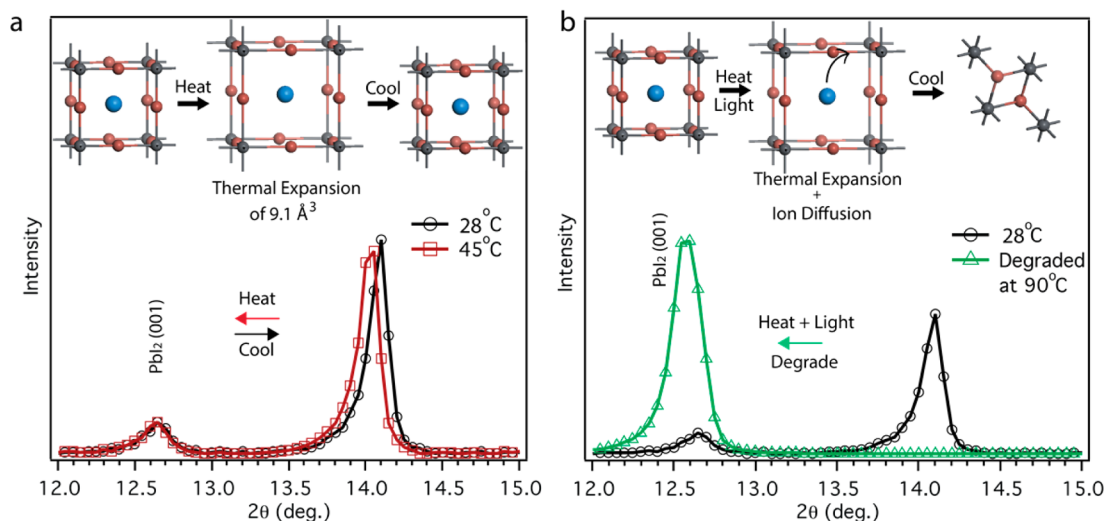 a
Heat
Cool
Thermal Expansion
of 9.1 Å³
28°C
45°C
Intensity
PbI₂ (001)
Heat
Cool
12.0 12.5 13.0 13.5 14.0 14.5 15.0
2θ (deg.)
b
Heat
Light
Cool
Thermal Expansion
+
Ion Diffusion
28°C
Degraded
at 90°C
Intensity
PbI₂ (001)
Heat + Light
Degrade
12.0 12.5 13.0 13.5 14.0 14.5 15.0
2θ (deg.)